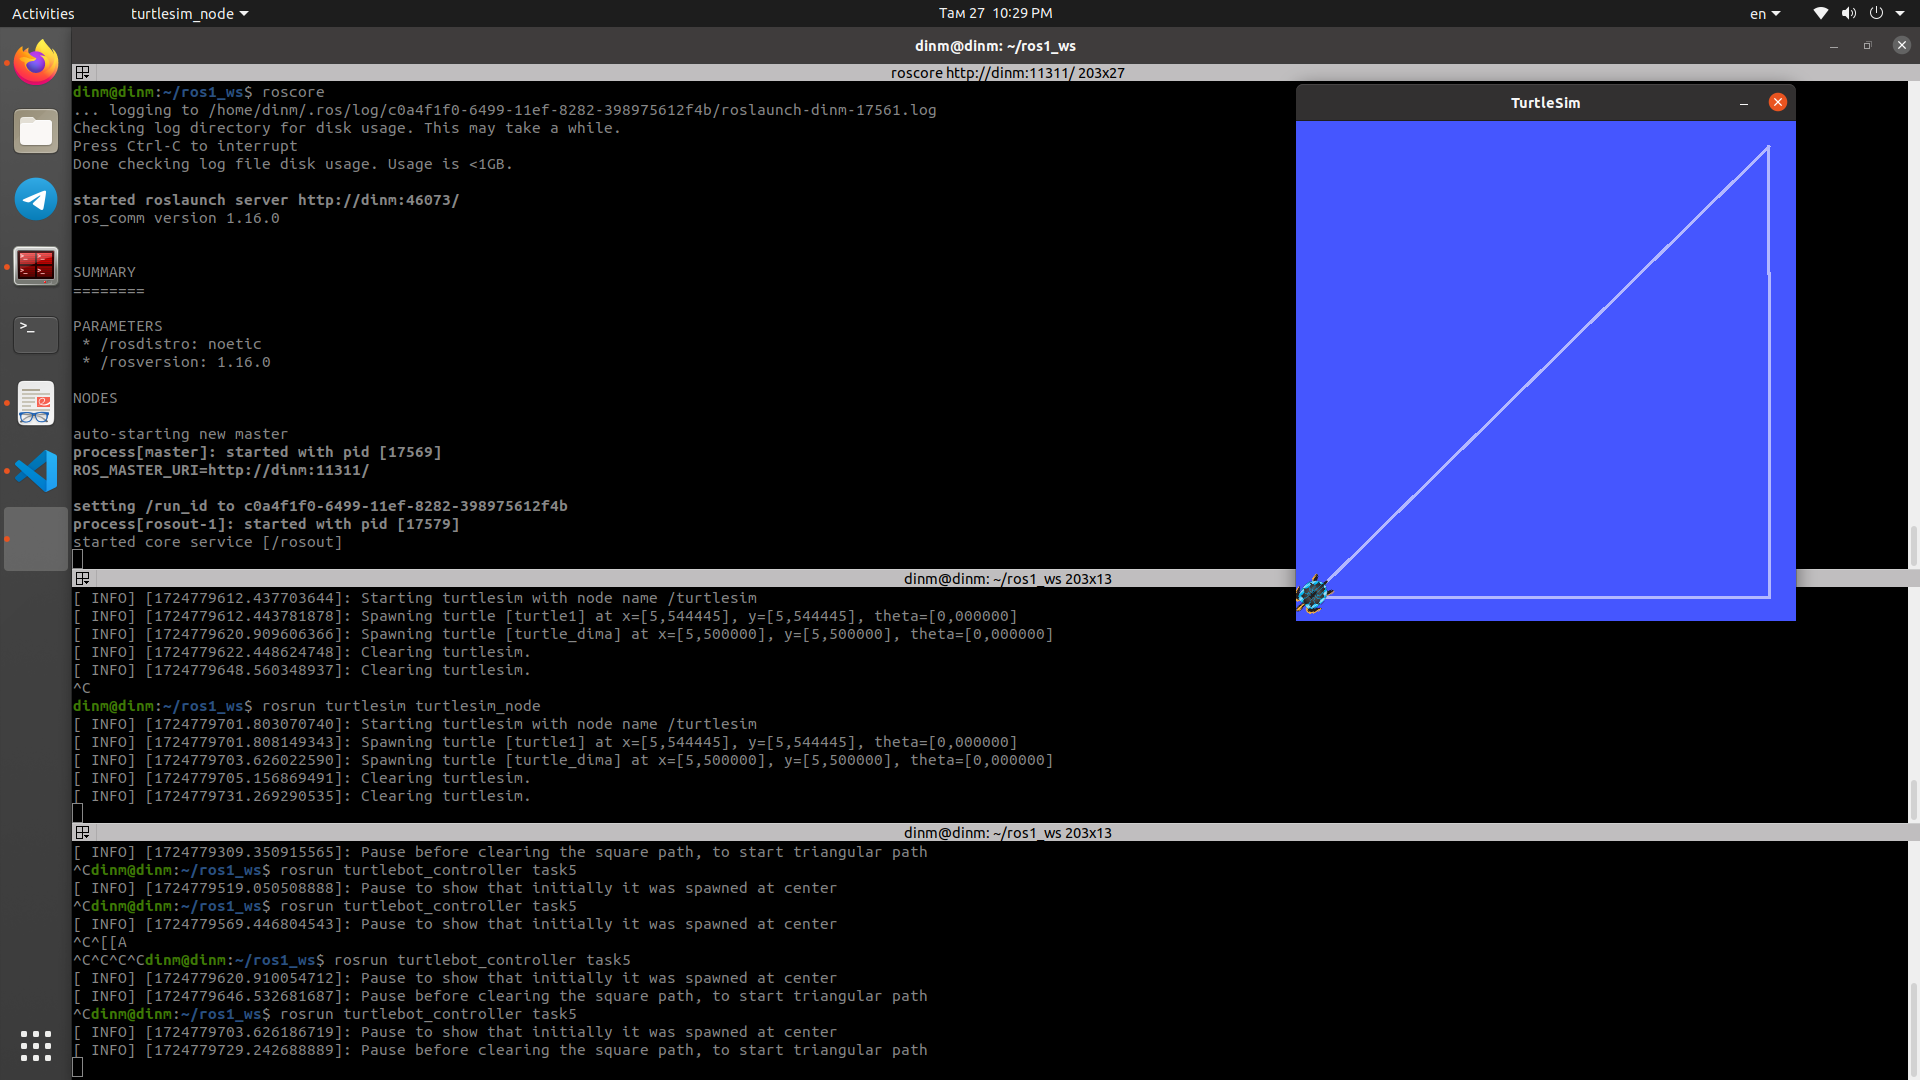 Activities
turtlesim_node
Там 27 10:29 PM
en
dinm@dinm: ~/ros1_ws
roscore http://dinm:11311/ 203x27
dinm@dinm:~/ros1_ws$ roscore
... logging to /home/dinm/.ros/log/c0a4f1f0-6499-11ef-8282-398975612f4b/roslaunch-dinm-17561.log
Checking log directory for disk usage. This may take a while.
Press Ctrl-C to interrupt
Done checking log file disk usage. Usage is <1GB.
started roslaunch server http://dinm:46073/
ros_comm version 1.16.0
SUMMARY
========
PARAMETERS
* /rosdistro: noetic
* /rosversion: 1.16.0
NODES
auto-starting new master
process[master]: started with pid [17569]
ROS_MASTER_URI=http://dinm:11311/
setting /run_id to c0a4f1f0-6499-11ef-8282-398975612f4b
process[rosout-1]: started with pid [17579]
started core service [/rosout]
TurtleSim
dinm@dinm: ~/ros1_ws 203x13
[ INFO] [1724779612.437703644]: Starting turtlesim with node name /turtlesim
[ INFO] [1724779612.443781878]: Spawning turtle [turtle1] at x=[5,544445], y=[5,544445], theta=[0,000000]
[ INFO] [1724779620.909606366]: Spawning turtle [turtle_dima] at x=[5,500000], y=[5,500000], theta=[0,000000]
[ INFO] [1724779622.448624748]: Clearing turtlesim.
[ INFO] [1724779648.560348937]: Clearing turtlesim.
^C
dinm@dinm:~/ros1_ws$ rosrun turtlesim turtlesim_node
[ INFO] [1724779701.803070740]: Starting turtlesim with node name /turtlesim
[ INFO] [1724779701.808149343]: Spawning turtle [turtle1] at x=[5,544445], y=[5,544445], theta=[0,000000]
[ INFO] [1724779703.626022590]: Spawning turtle [turtle_dima] at x=[5,500000], y=[5,500000], theta=[0,000000]
[ INFO] [1724779705.156869491]: Clearing turtlesim.
[ INFO] [1724779731.269290535]: Clearing turtlesim.
dinm@dinm: ~/ros1_ws 203x13
[ INFO] [1724779309.350915565]: Pause before clearing the square path, to start triangular path
^Cdinm@dinm:~/ros1_ws$ rosrun turtlebot_controller task5
[ INFO] [1724779519.050508888]: Pause to show that initially it was spawned at center
^Cdinm@dinm:~/ros1_ws$ rosrun turtlebot_controller task5
[ INFO] [1724779569.446804543]: Pause to show that initially it was spawned at center
^C^[[A
^C^C^C^Cdinm@dinm:~/ros1_ws$ rosrun turtlebot_controller task5
[ INFO] [1724779620.910054712]: Pause to show that initially it was spawned at center
[ INFO] [1724779646.532681687]: Pause before clearing the square path, to start triangular path
^Cdinm@dinm:~/ros1_ws$ rosrun turtlebot_controller task5
[ INFO] [1724779703.626186719]: Pause to show that initially it was spawned at center
[ INFO] [1724779729.242688889]: Pause before clearing the square path, to start triangular path